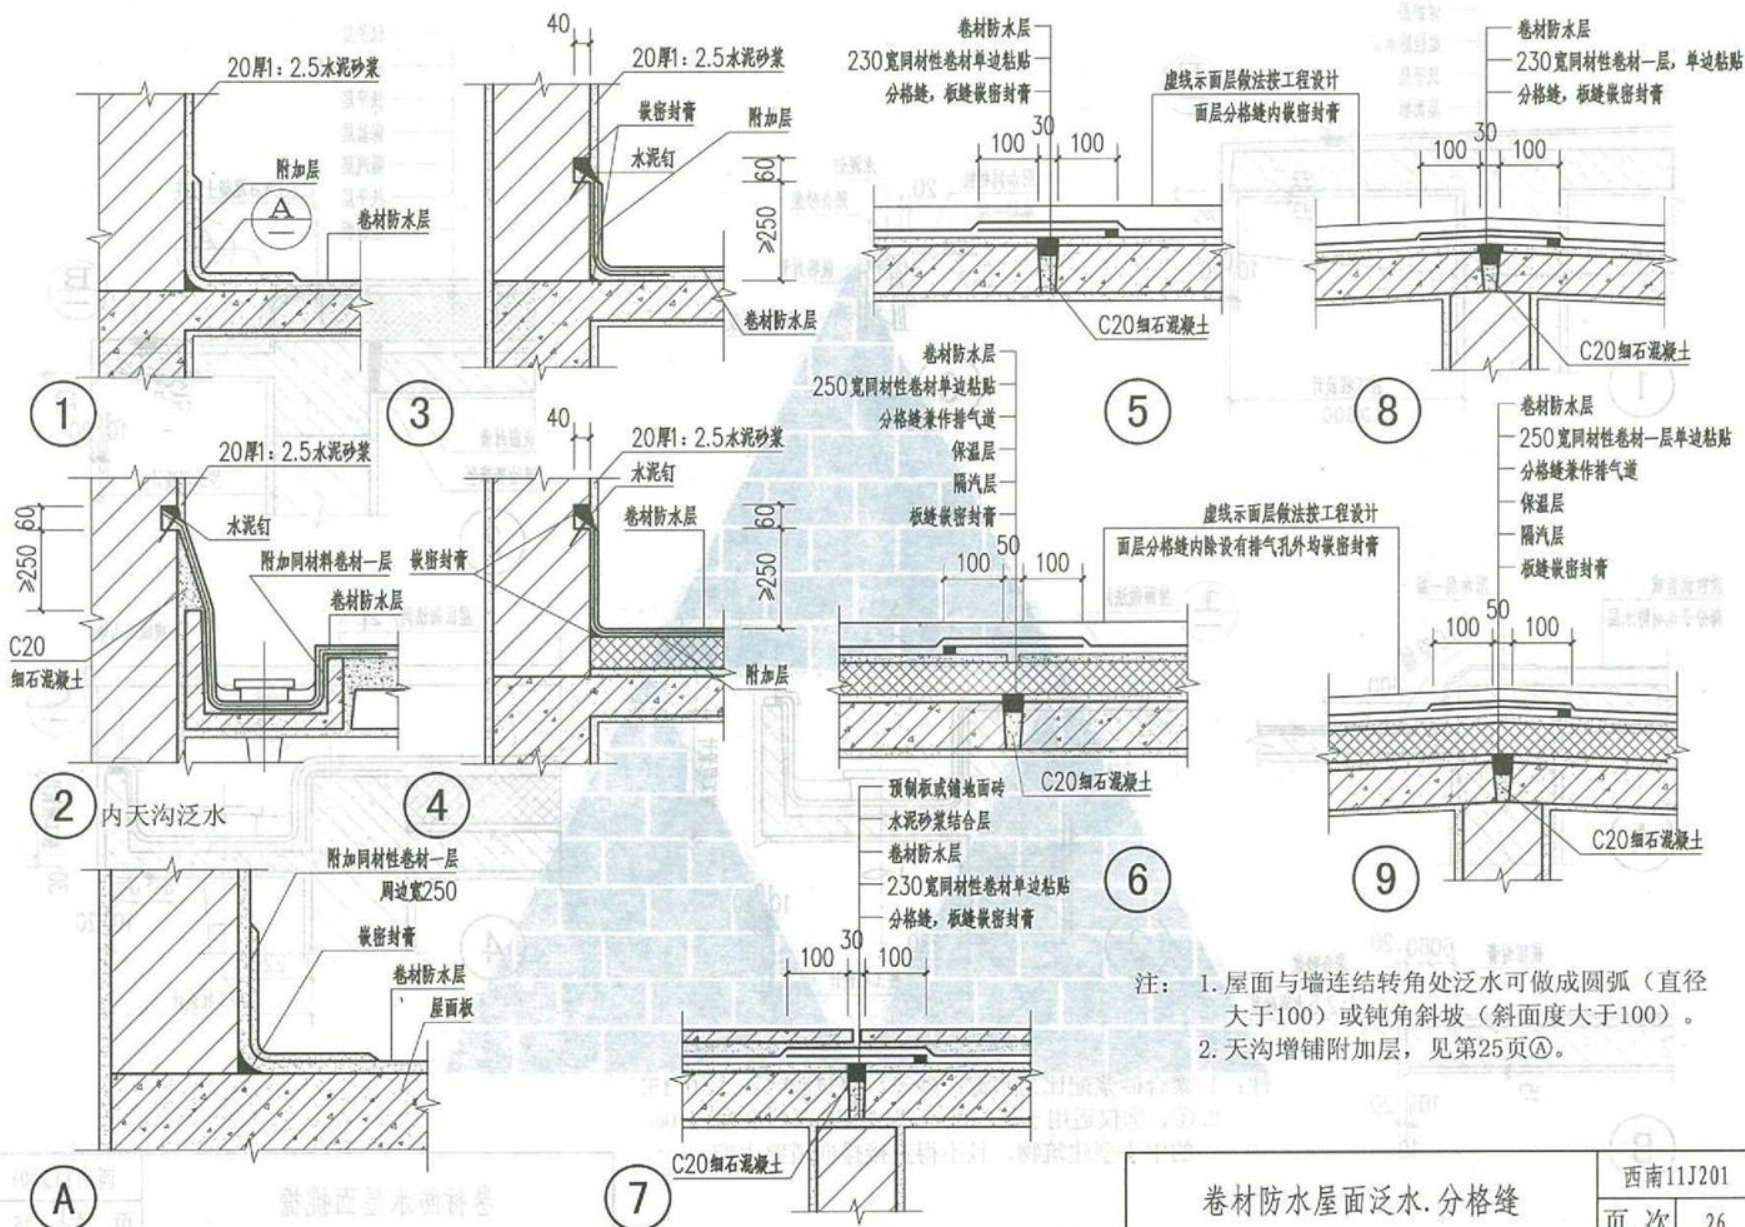 20厚1：2.5水泥砂浆
附加层
A
卷材防水层
1
40
20厚1：2.5水泥砂浆
嵌密封膏
附加层
水泥钉
60
≥250
卷材防水层
3
卷材防水层
230宽同材性卷材单边粘贴
分格缝，板缝嵌密封膏
30
100
100
虚线示面层做法按工程设计
面层分格缝内嵌密封膏
C20细石混凝土
5
卷材防水层
230宽同材性卷材一层，单边粘贴
分格缝，板缝嵌密封膏
30
100
100
C20细石混凝土
8
20厚1：2.5水泥砂浆
60
≥250
水泥钉
附加同材料卷材一层
卷材防水层
C20
细石混凝土
2
内天沟泛水
40
20厚1：2.5水泥砂浆
水泥钉
卷材防水层
60
≥250
嵌密封膏
附加层
4
卷材防水层
250宽同材性卷材单边粘贴
分格缝兼作排气道
保温层
隔汽层
板缝嵌密封膏
50
100
100
虚线示面层做法按工程设计
面层分格缝内除设有排气孔外均嵌密封膏
C20细石混凝土
6
卷材防水层
250宽同材性卷材一层单边粘贴
分格缝兼作排气道
保温层
隔汽层
板缝嵌密封膏
50
100
100
C20细石混凝土
9
附加同材性卷材一层
周边宽250
嵌密封膏
卷材防水层
屋面板
A
预制板或铺地面砖
水泥砂浆结合层
卷材防水层
230宽同材性卷材单边粘贴
分格缝，板缝嵌密封膏
30
100
100
C20细石混凝土
7
注：1.屋面与墙连结转角处泛水可做成圆弧（直径
大于100）或钝角斜坡（斜面度大于100）。
2.天沟增铺附加层，见第25页Ⓐ。
卷材防水屋面泛水.分格缝
西南11J201
页 次
26